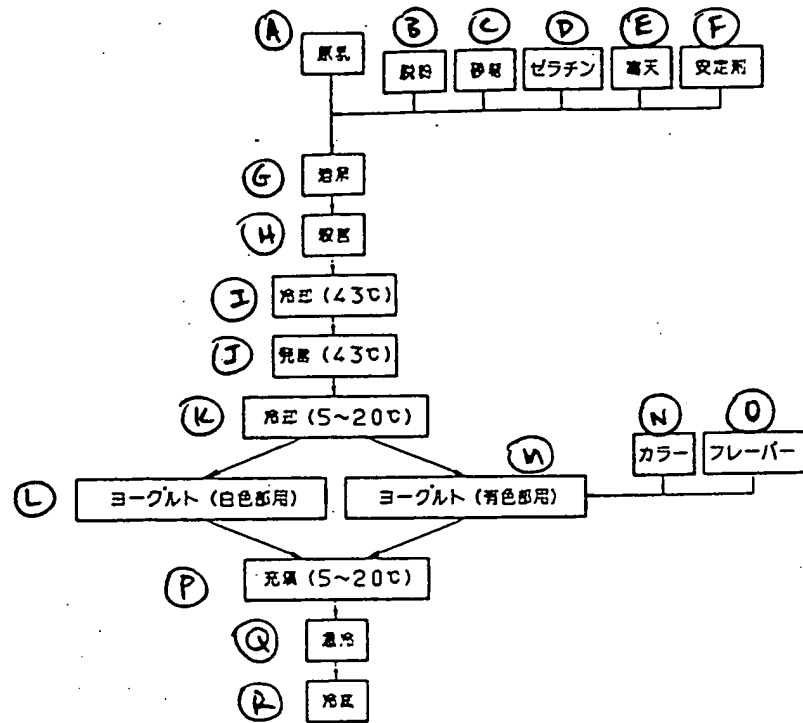 A
B
C
D
E
F
原乳
脱粉
砂糖
ゼラチン
寒天
安定剤
G
溶解
H
殺菌
I
冷却(43℃)
J
発酵(43℃)
K
冷却(5~20℃)
N
O
カラー
フレーバー
L
ヨーグルト(白色部用)
M
ヨーグルト(有色部用)
P
充填(5~20℃)
Q
急冷
R
冷蔵